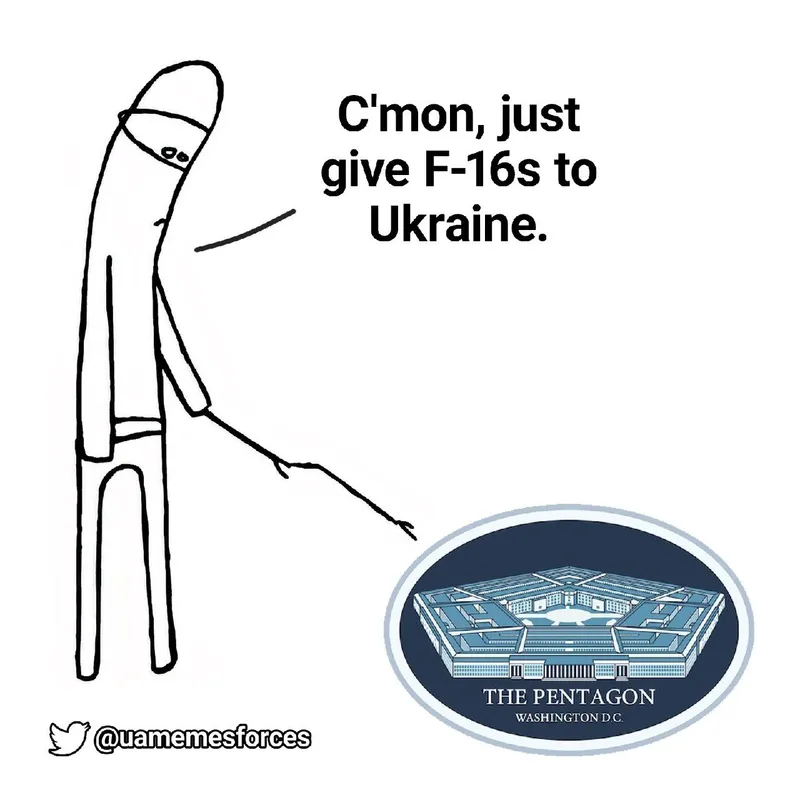 C'mon, just
give F-16s to
Ukraine.
THE PENTAGON
WASHINGTON D.C.
@uamemesforces